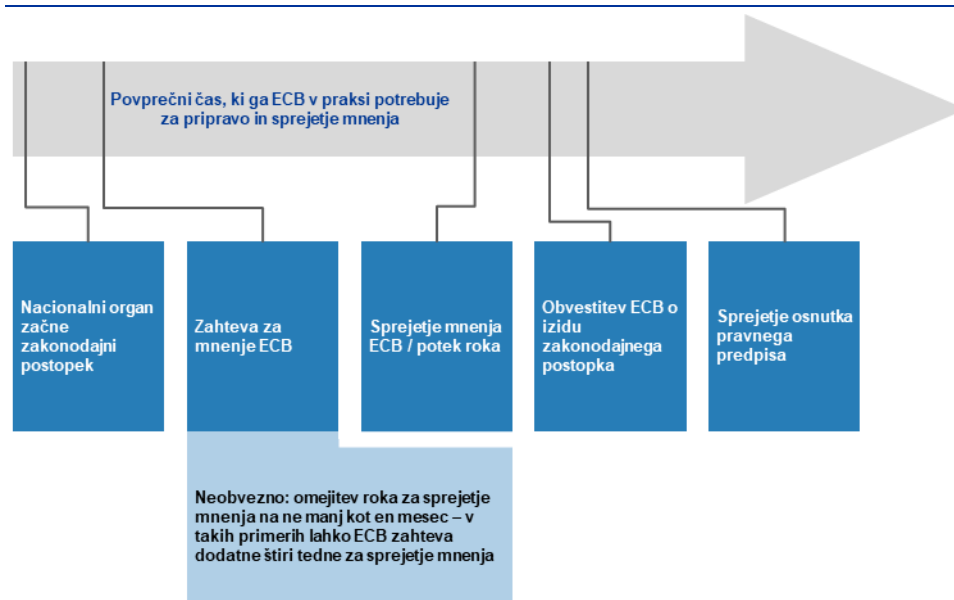 Povprečni čas, ki ga ECB v praksi potrebuje
za pripravo in sprejetje mnenja
Nacionalni organ
začne
zakonodajni
postopek
Zahteva za
mnenje ECB
Sprejetje mnenja
ECB / potek roka
Obvestitev ECB o
izidu
zakonodajnega
postopka
Sprejetje osnutka
pravnega
predpisa
Neobvezno: omejitev roka za sprejetje
mnenja na ne manj kot en mesec – v
takih primerih lahko ECB zahteva
dodatne štiri tedne za sprejetje mnenja